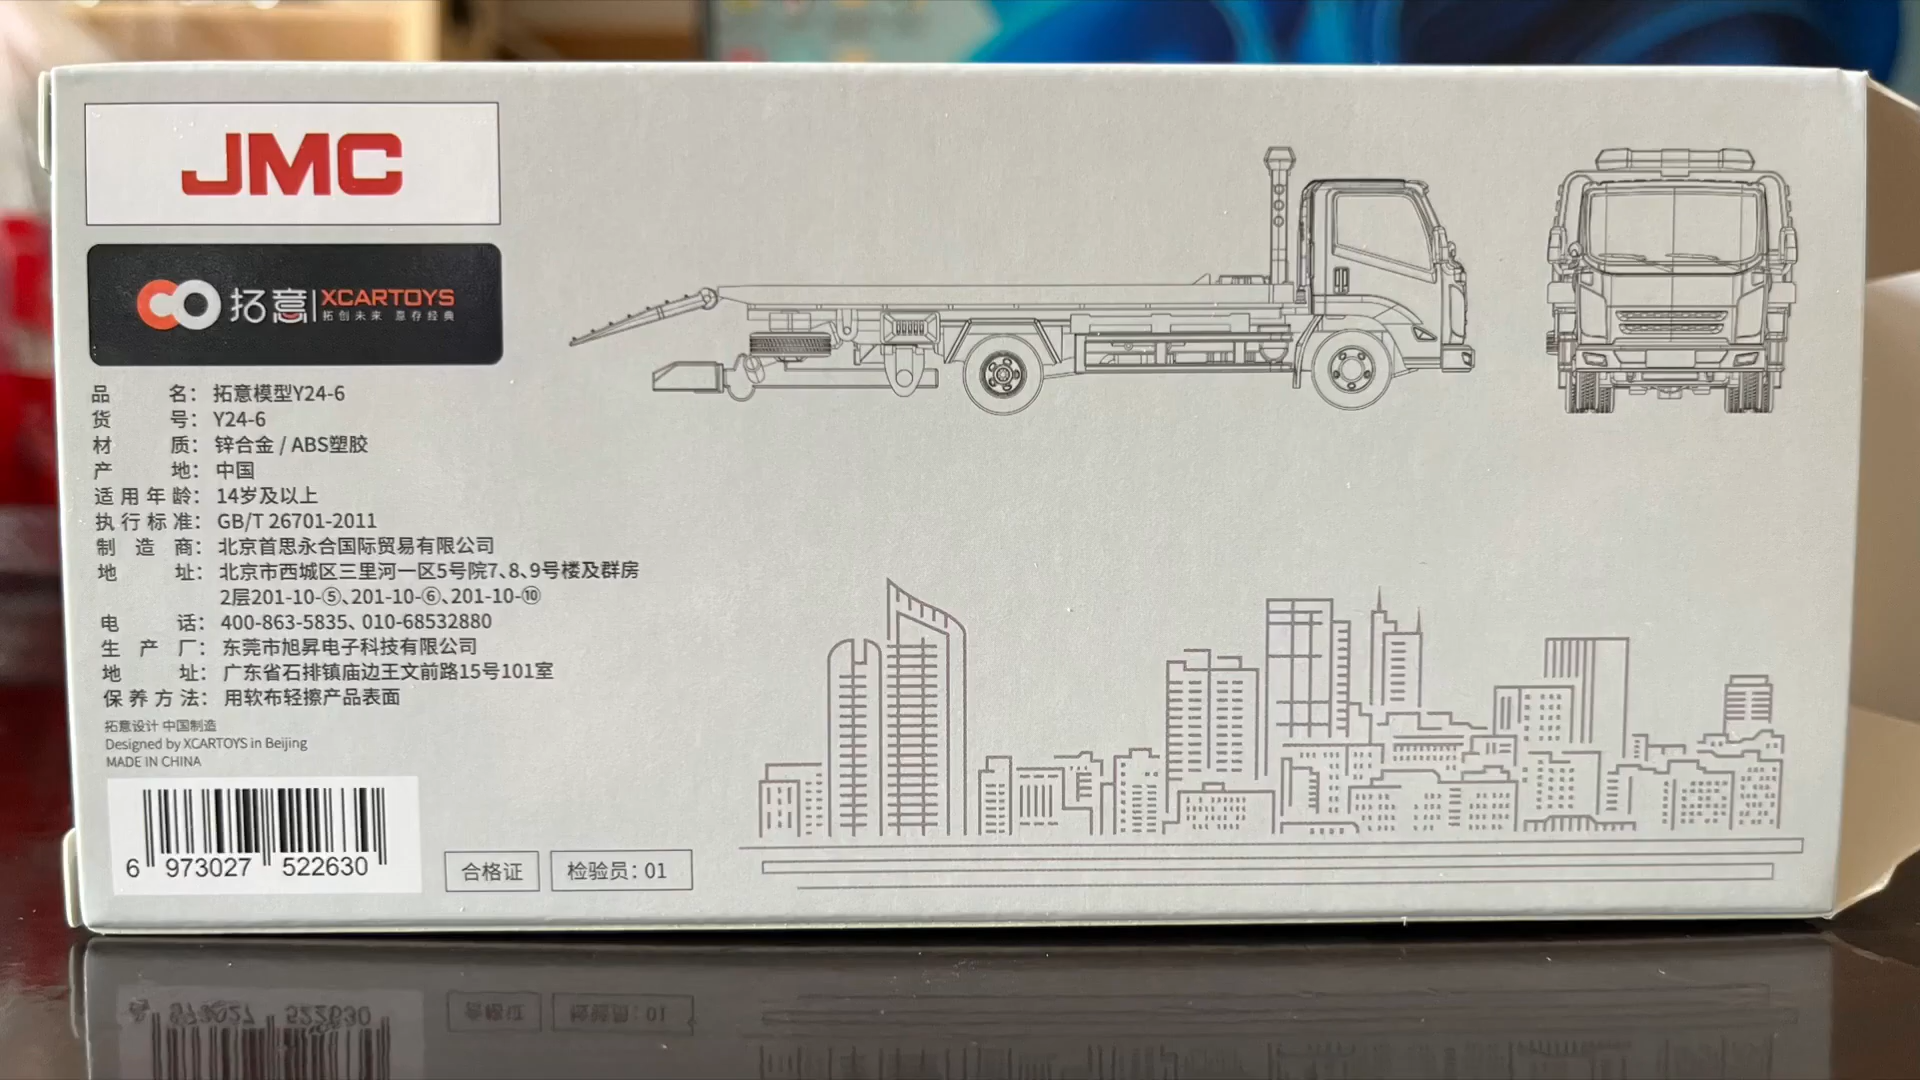 JMC
拓意 XCARTOYS
拓创未来 意存经典
品名：拓意模型Y24-6
货号：Y24-6
材质：锌合金 / ABS塑胶
产地：中国
适用年龄：14岁及以上
执行标准：GB/T 26701-2011
制造商：北京首思永合国际贸易有限公司
地址：北京市西城区三里河一区5号院7、8、9号楼及群房
2层201-10-⑤、201-10-⑥、201-10-⑩
电话：400-863-5835、010-68532880
生产厂：东莞市旭昇电子科技有限公司
地址：广东省石排镇庙边王文前路15号101室
保养方法：用软布轻擦产品表面
拓意设计 中国制造
Designed by XCARTOYS in Beijing
MADE IN CHINA
6 973027 522630
合格证
检验员：01